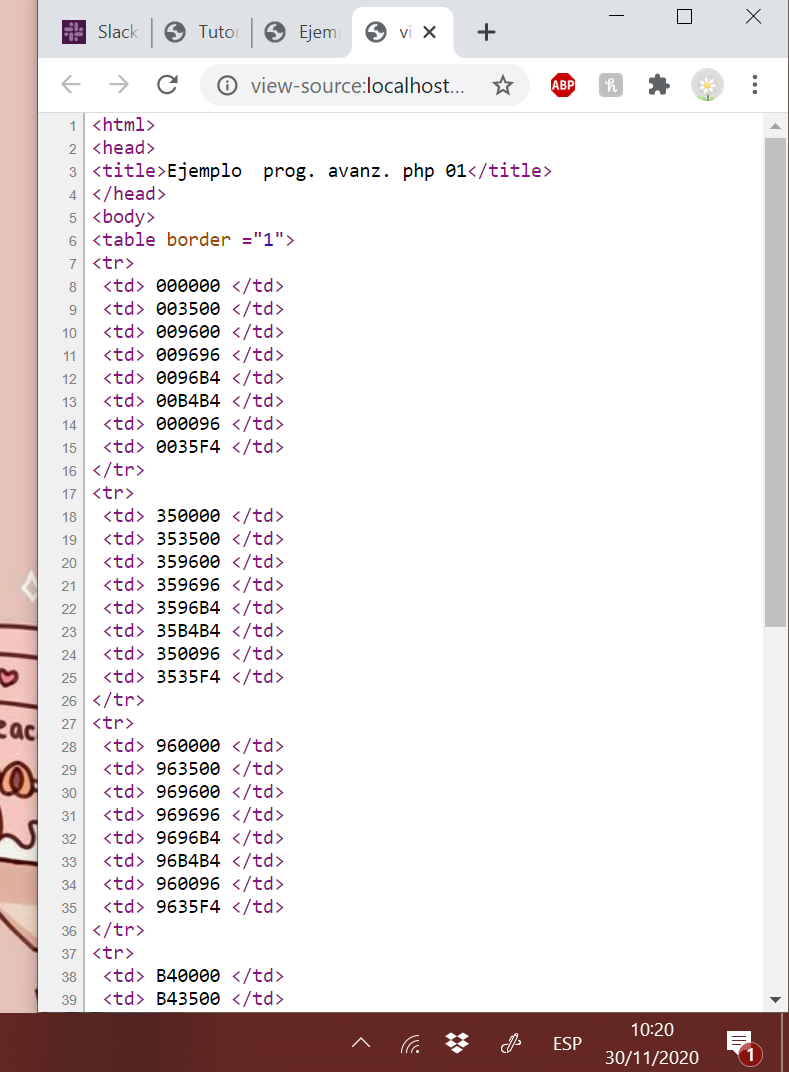 Slack
Tutor
Ejem
vi
view-source:localhost...
ABP
h
1 <html>
2 <head>
3 <title>Ejemplo  prog. avanz. php 01</title>
4 </head>
5 <body>
6 <table border ="1">
7 <tr>
8 <td> 000000 </td>
9 <td> 003500 </td>
10 <td> 009600 </td>
11 <td> 009696 </td>
12 <td> 0096B4 </td>
13 <td> 00B4B4 </td>
14 <td> 000096 </td>
15 <td> 0035F4 </td>
16 </tr>
17 <tr>
18 <td> 350000 </td>
19 <td> 353500 </td>
20 <td> 359600 </td>
21 <td> 359696 </td>
22 <td> 3596B4 </td>
23 <td> 35B4B4 </td>
24 <td> 350096 </td>
25 <td> 3535F4 </td>
26 </tr>
27 <tr>
28 <td> 960000 </td>
29 <td> 963500 </td>
30 <td> 969600 </td>
31 <td> 969696 </td>
32 <td> 9696B4 </td>
33 <td> 96B4B4 </td>
34 <td> 960096 </td>
35 <td> 9635F4 </td>
36 </tr>
37 <tr>
38 <td> B40000 </td>
39 <td> B43500 </td>
ESP
10:20
30/11/2020
1